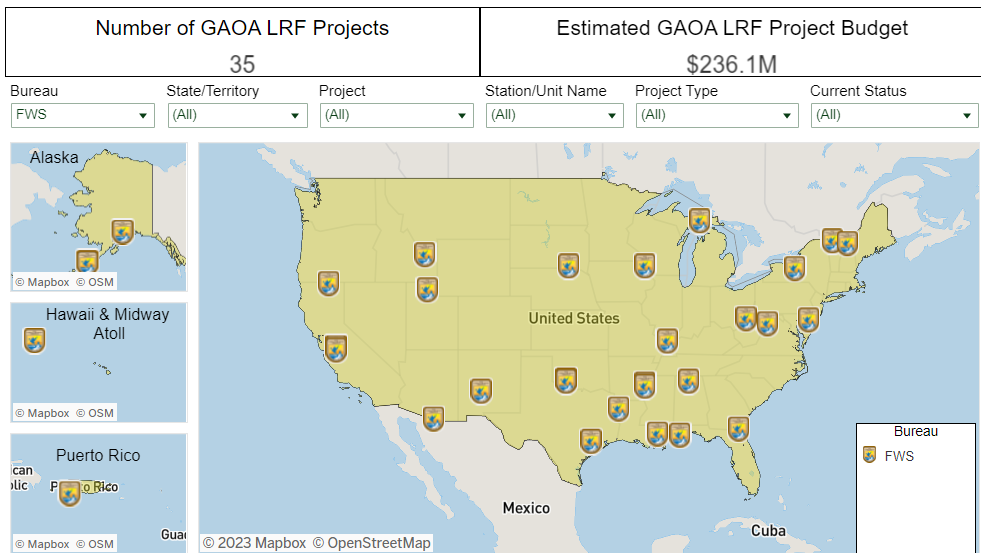 Number of GAOA LRF Projects
35
Estimated GAOA LRF Project Budget
$236.1M
Bureau
FWS
State/Territory
(All)
Project
(All)
Station/Unit Name
(All)
Project Type
(All)
Current Status
(All)
Alaska
© Mapbox © OSM
Hawaii & Midway
Atoll
© Mapbox © OSM
Puerto Rico
ican
blic
P o Rico
Gua
© Mapbox © OSM
United States
Mexico
Cuba
© 2023 Mapbox © OpenStreetMap
Bureau
FWS